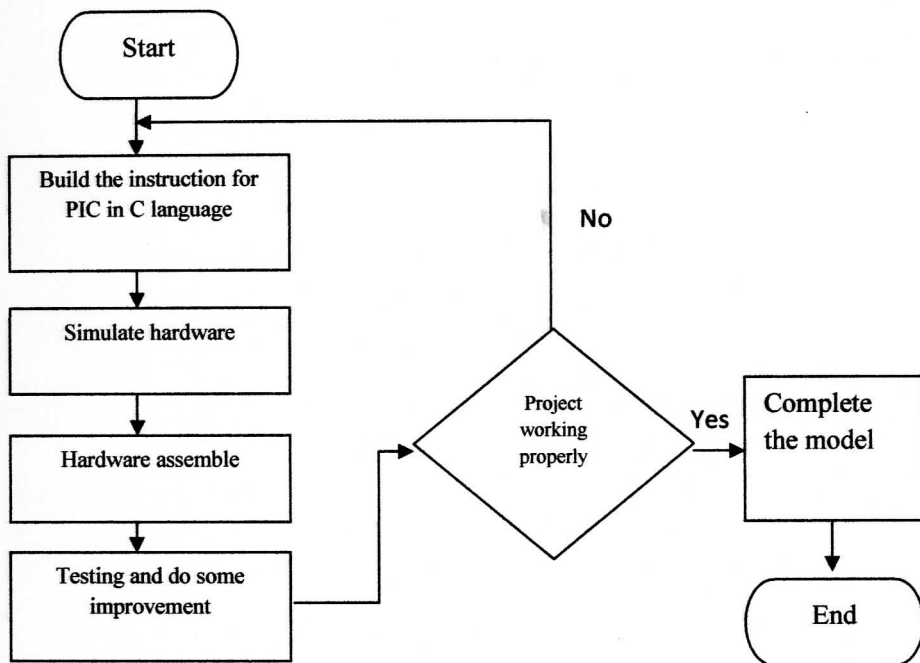 Start
Build the instruction for
PIC in C language
Simulate hardware
Hardware assemble
Testing and do some
improvement
Project
working
properly
No
Yes
Complete
the model
End